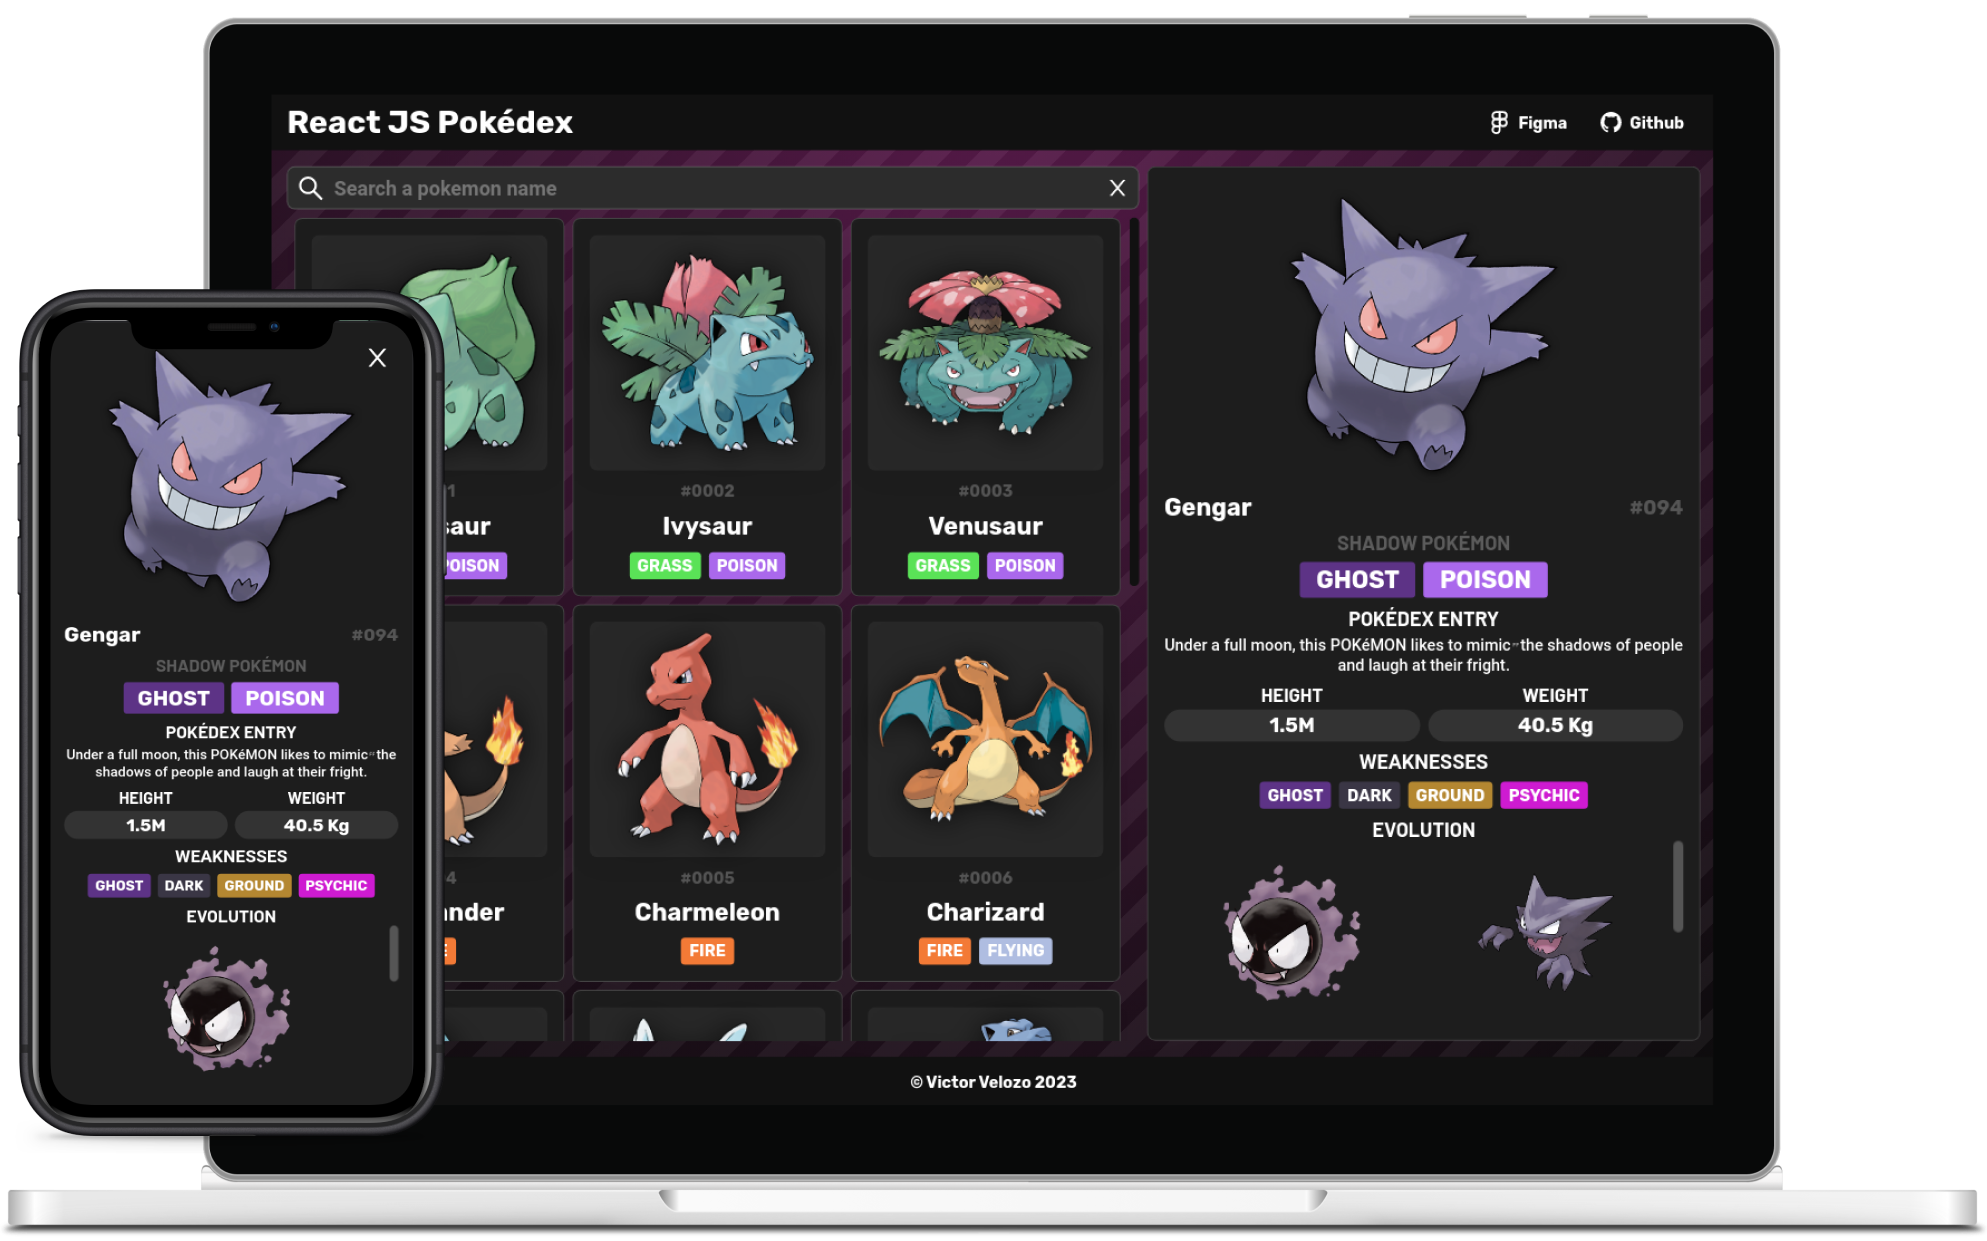 React JS Pokédex
Figma
Github
Search a pokemon name
X
#0002
#0003
Ivysaur
Venusaur
GRASS POISON
GRASS POISON
#0005
#0006
Charmeleon
Charizard
FIRE
FIRE FLYING
Gengar #094
SHADOW POKÉMON
GHOST POISON
POKÉDEX ENTRY
Under a full moon, this POKéMON likes to mimic the shadows of people
and laugh at their fright.
HEIGHT WEIGHT
1.5M 40.5 Kg
WEAKNESSES
GHOST DARK GROUND PSYCHIC
EVOLUTION
© Victor Velozo 2023
X
Gengar #094
SHADOW POKÉMON
GHOST POISON
POKÉDEX ENTRY
Under a full moon, this POKéMON likes to mimic the
shadows of people and laugh at their fright.
HEIGHT WEIGHT
1.5M 40.5 Kg
WEAKNESSES
GHOST DARK GROUND PSYCHIC
EVOLUTION